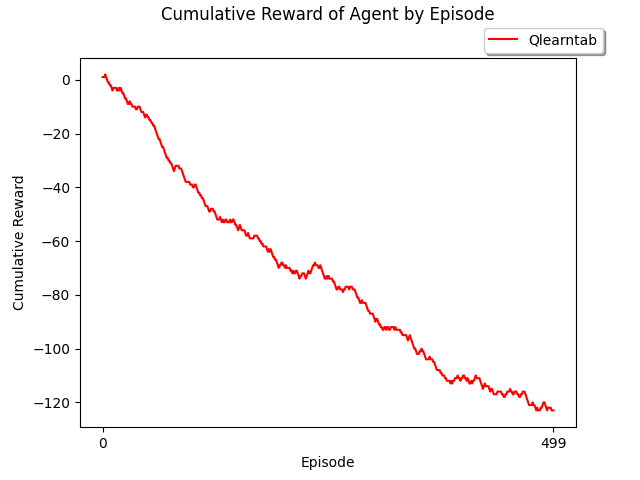 Cumulative Reward of Agent by Episode
Qlearntab
0
−20
−40
−60
−80
−100
−120
Cumulative Reward
0
499
Episode